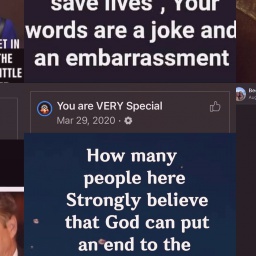 save lives", Your
words are a joke and
an embarrassment
ET IN
THE
ITTLE
You are VERY Special
Mar 29, 2020 ·
How many
people here
Strongly believe
that God can put
an end to the